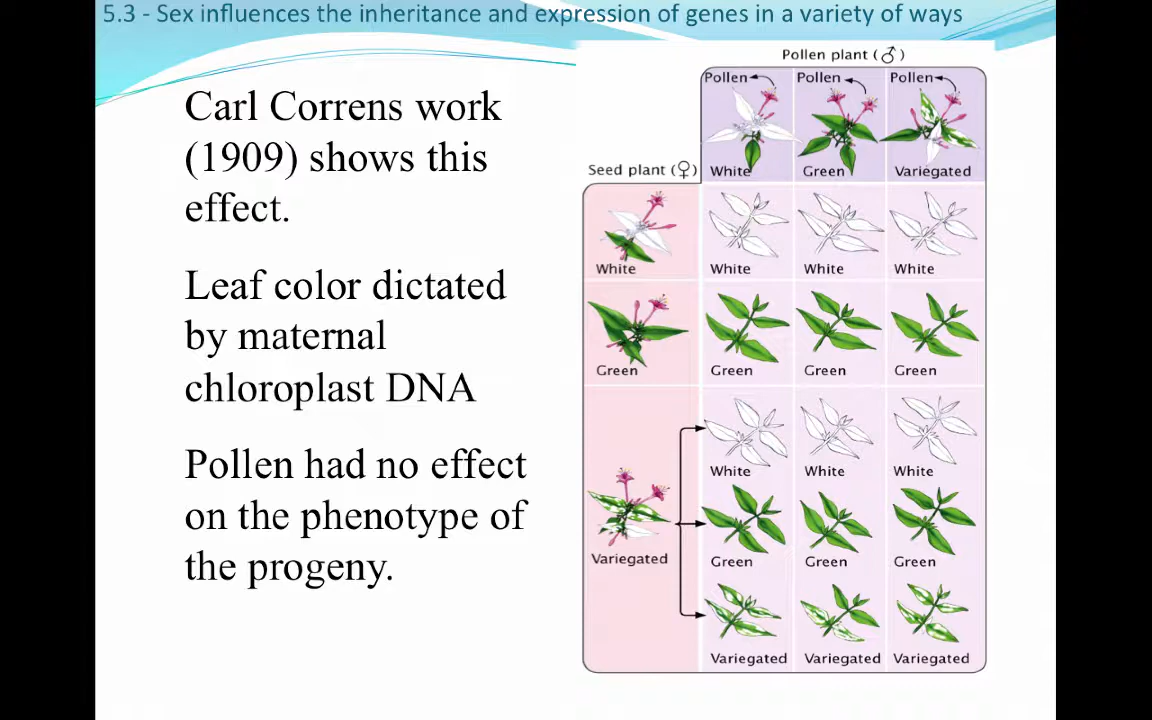 5.3 - Sex influences the inheritance and expression of genes in a variety of ways
Carl Correns work
(1909) shows this
effect.
Leaf color dictated
by maternal
chloroplast DNA
Pollen had no effect
on the phenotype of
the progeny.
Pollen plant (♂)
Pollen Pollen Pollen
White Green Variegated
Seed plant (♀)
White White White White
Green Green Green Green
White White White
Variegated Green Green Green
Variegated Variegated Variegated